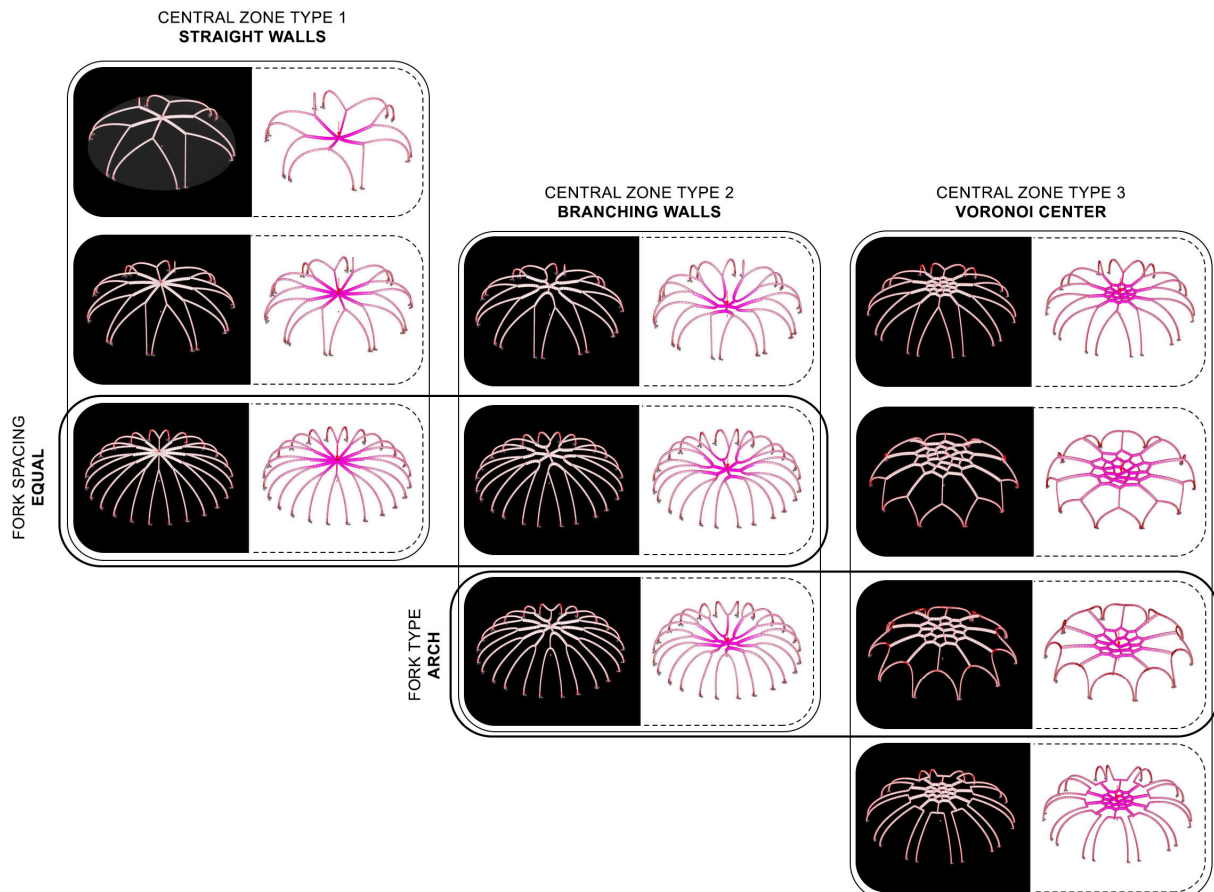 CENTRAL ZONE TYPE 1
STRAIGHT WALLS
CENTRAL ZONE TYPE 2
BRANCHING WALLS
CENTRAL ZONE TYPE 3
VORONOI CENTER
FORK SPACING
EQUAL
FORK TYPE
ARCH